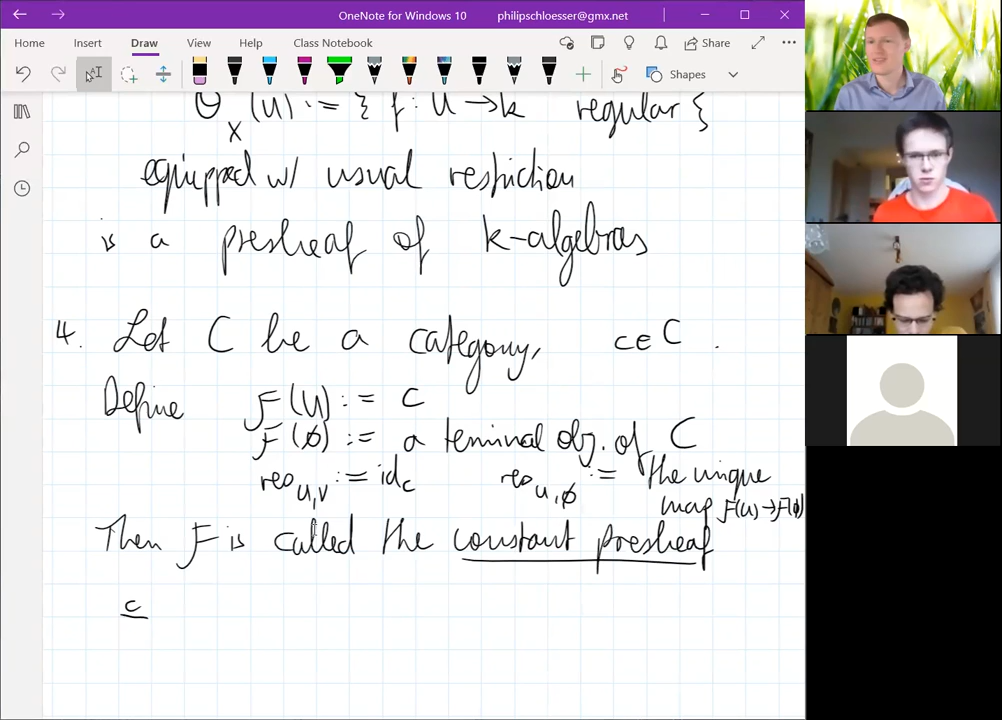 OneNote for Windows 10
philipschloesser@gmx.net
Home Insert Draw View Help Class Notebook Share
Shapes
O_X(U) := { f : U → k regular }
equipped w/ usual restriction
is a presheaf of k-algebras
4. Let C be a category, c ∈ C .
Define F(U) := c
F(∅) := a terminal obj. of C
res_{U,V} := id_c res_{U,∅} := the unique
map F(U)→F(∅)
Then F is called the constant presheaf
c